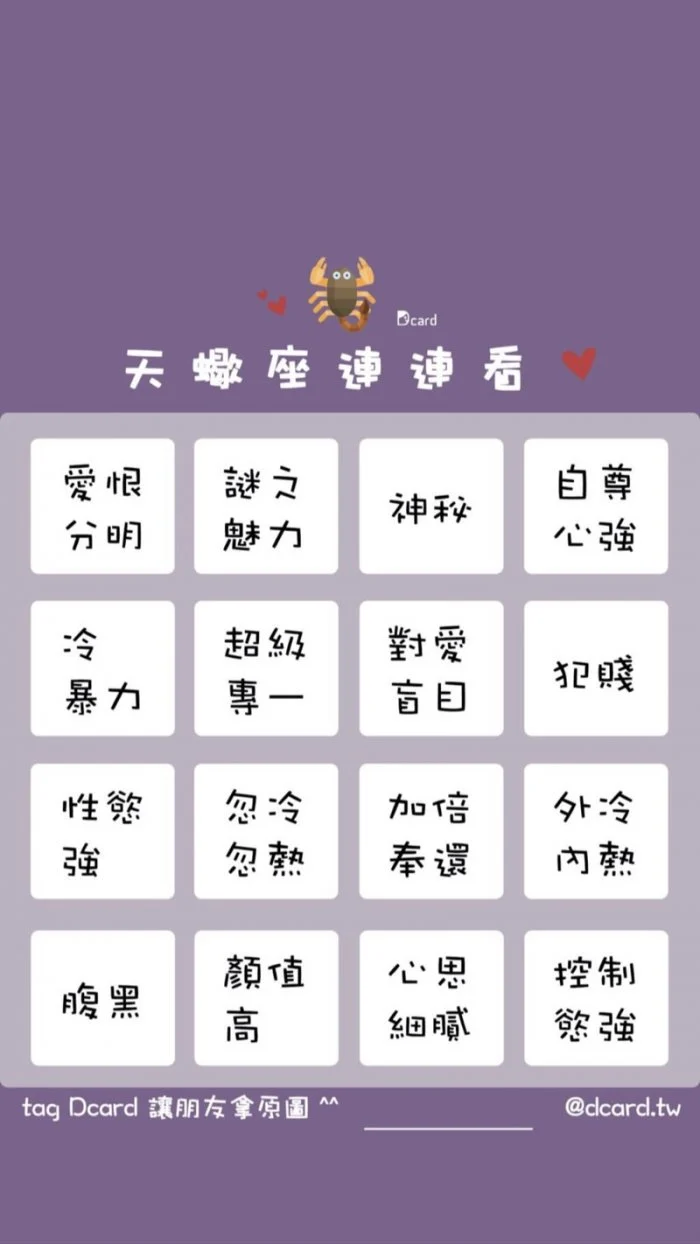 Dcard
天蠍座連連看
愛恨
分明
謎之
魅力
神秘
自尊
心強
冷
暴力
超級
專一
對愛
盲目
犯賤
性慾
強
忽冷
忽熱
加倍
奉還
外冷
內熱
腹黑
顏值
高
心思
細膩
控制
慾強
tag Dcard 讓朋友拿原圖 ^^
@dcard.tw